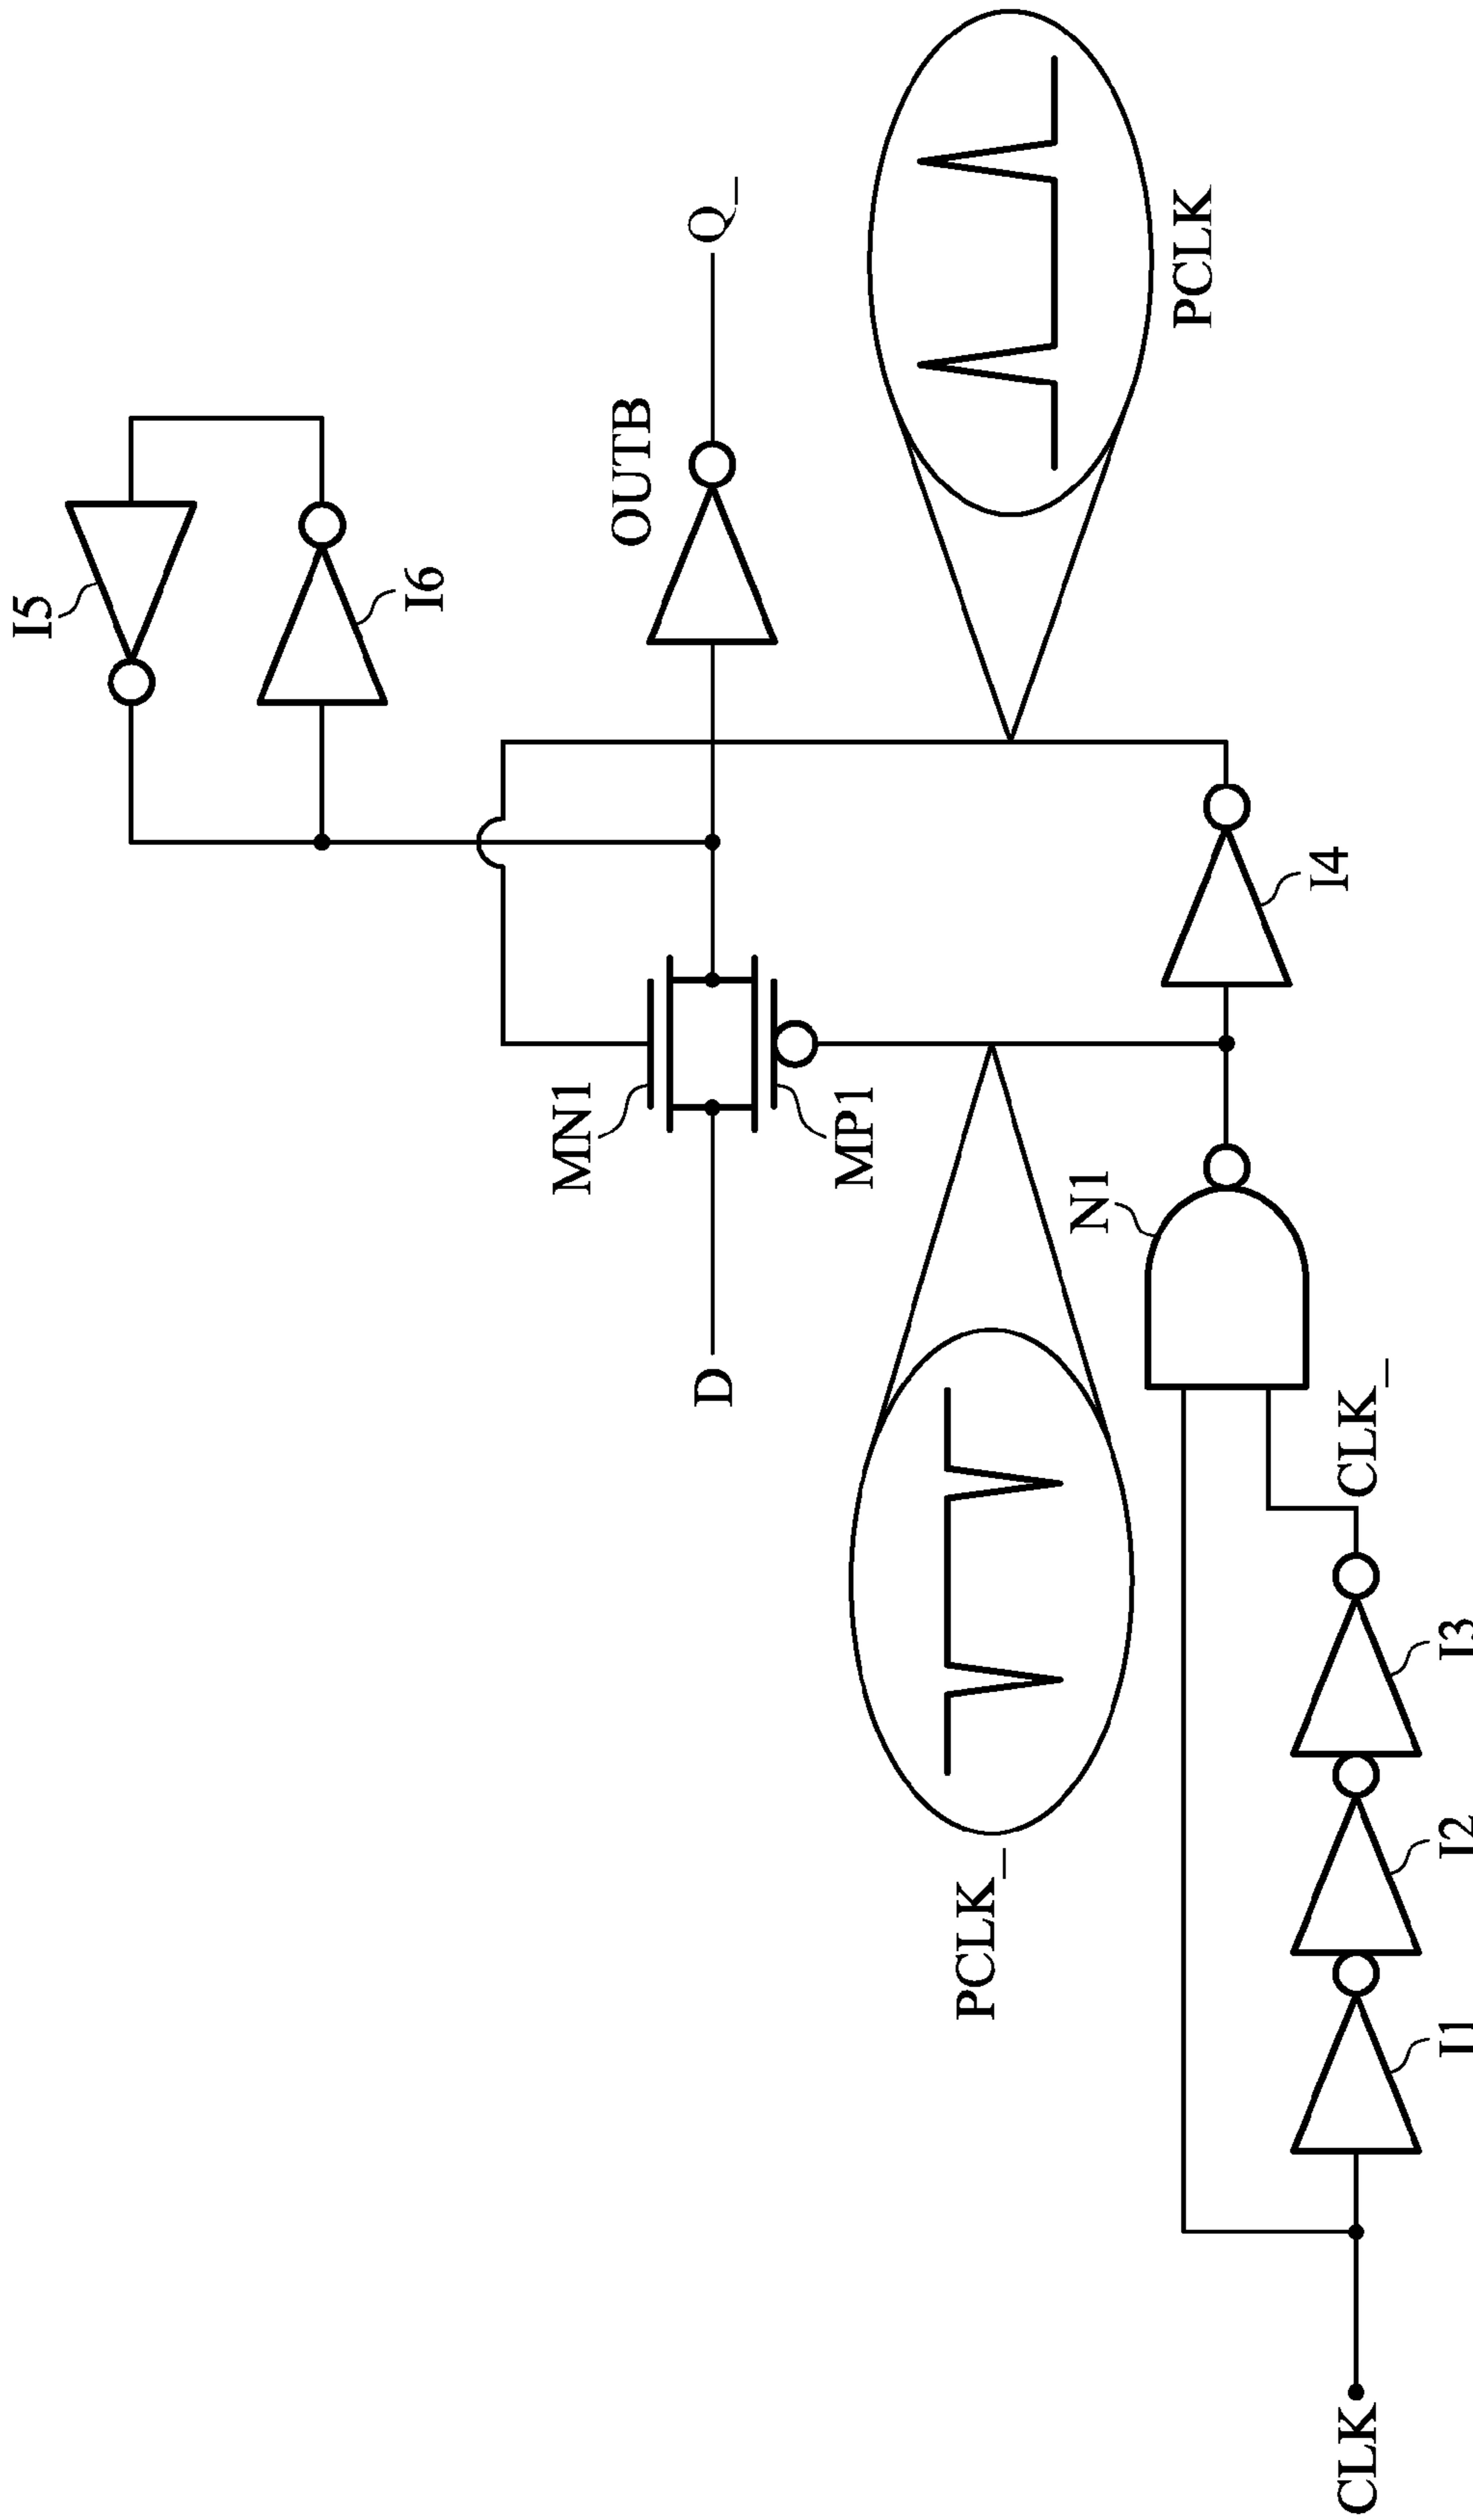 I5
I6
OUTB
Q_
MN1
D
MP1
PCLK_
PCLK
N1
I4
CLK_
CLK
I1
I2
I3